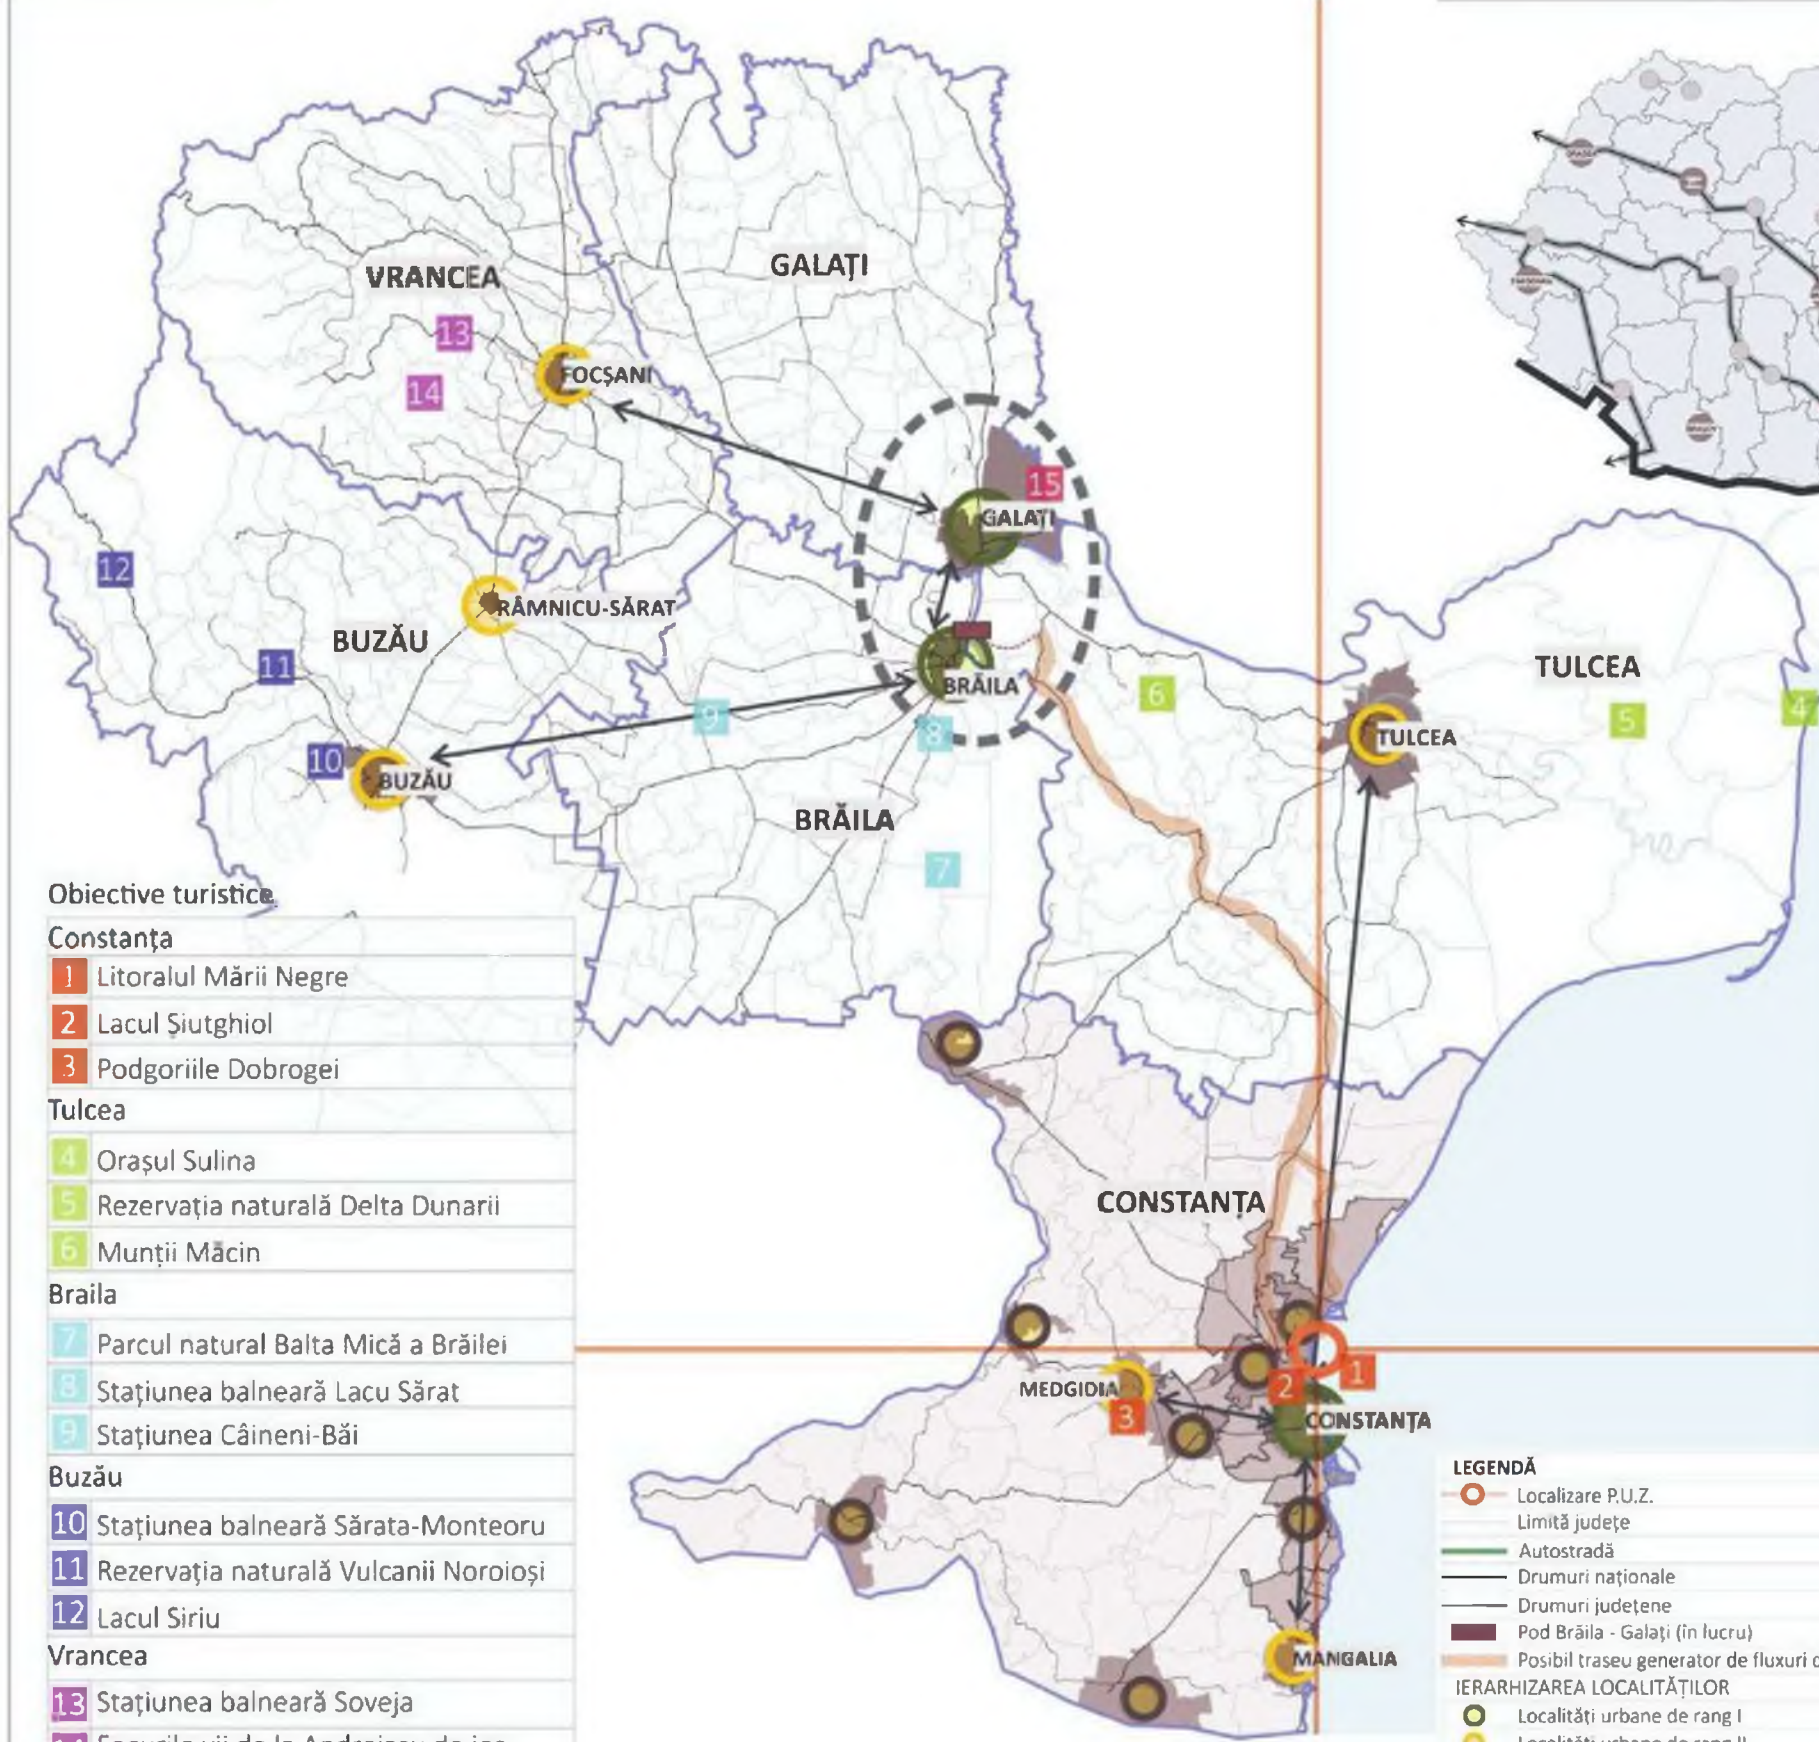 VRANCEA
GALAȚI
13
FOCȘANI
14
15
GALAȚI
12
RÂMNICU-SĂRAT
BUZĂU
11
BRĂILA
TULCEA
6
5
4
9
8
TULCEA
10
BUZĂU
BRĂILA
7
Obiective turistice
Constanța
1 Litoralul Mării Negre
2 Lacul Șiutghiol
3 Podgoriile Dobrogei
Tulcea
4 Orașul Sulina
5 Rezervația naturală Delta Dunarii
6 Munții Măcin
Braila
7 Parcul natural Balta Mică a Brăilei
8 Stațiunea balneară Lacu Sărat
9 Stațiunea Câineni-Băi
Buzău
10 Stațiunea balneară Sărata-Monteoru
11 Rezervația naturală Vulcanii Noroioși
12 Lacul Siriu
Vrancea
13 Stațiunea balneară Soveja
CONSTANȚA
MEDGIDIA
1
2
3
CONSTANȚA
MANGALIA
LEGENDĂ
Localizare P.U.Z.
Limită județe
Autostradă
Drumuri naționale
Drumuri județene
Pod Brăila - Galați (în lucru)
Posibil traseu generator de fluxuri
IERARHIZAREA LOCALITĂȚILOR
Localități urbane de rang I
Localități urbane de rang II